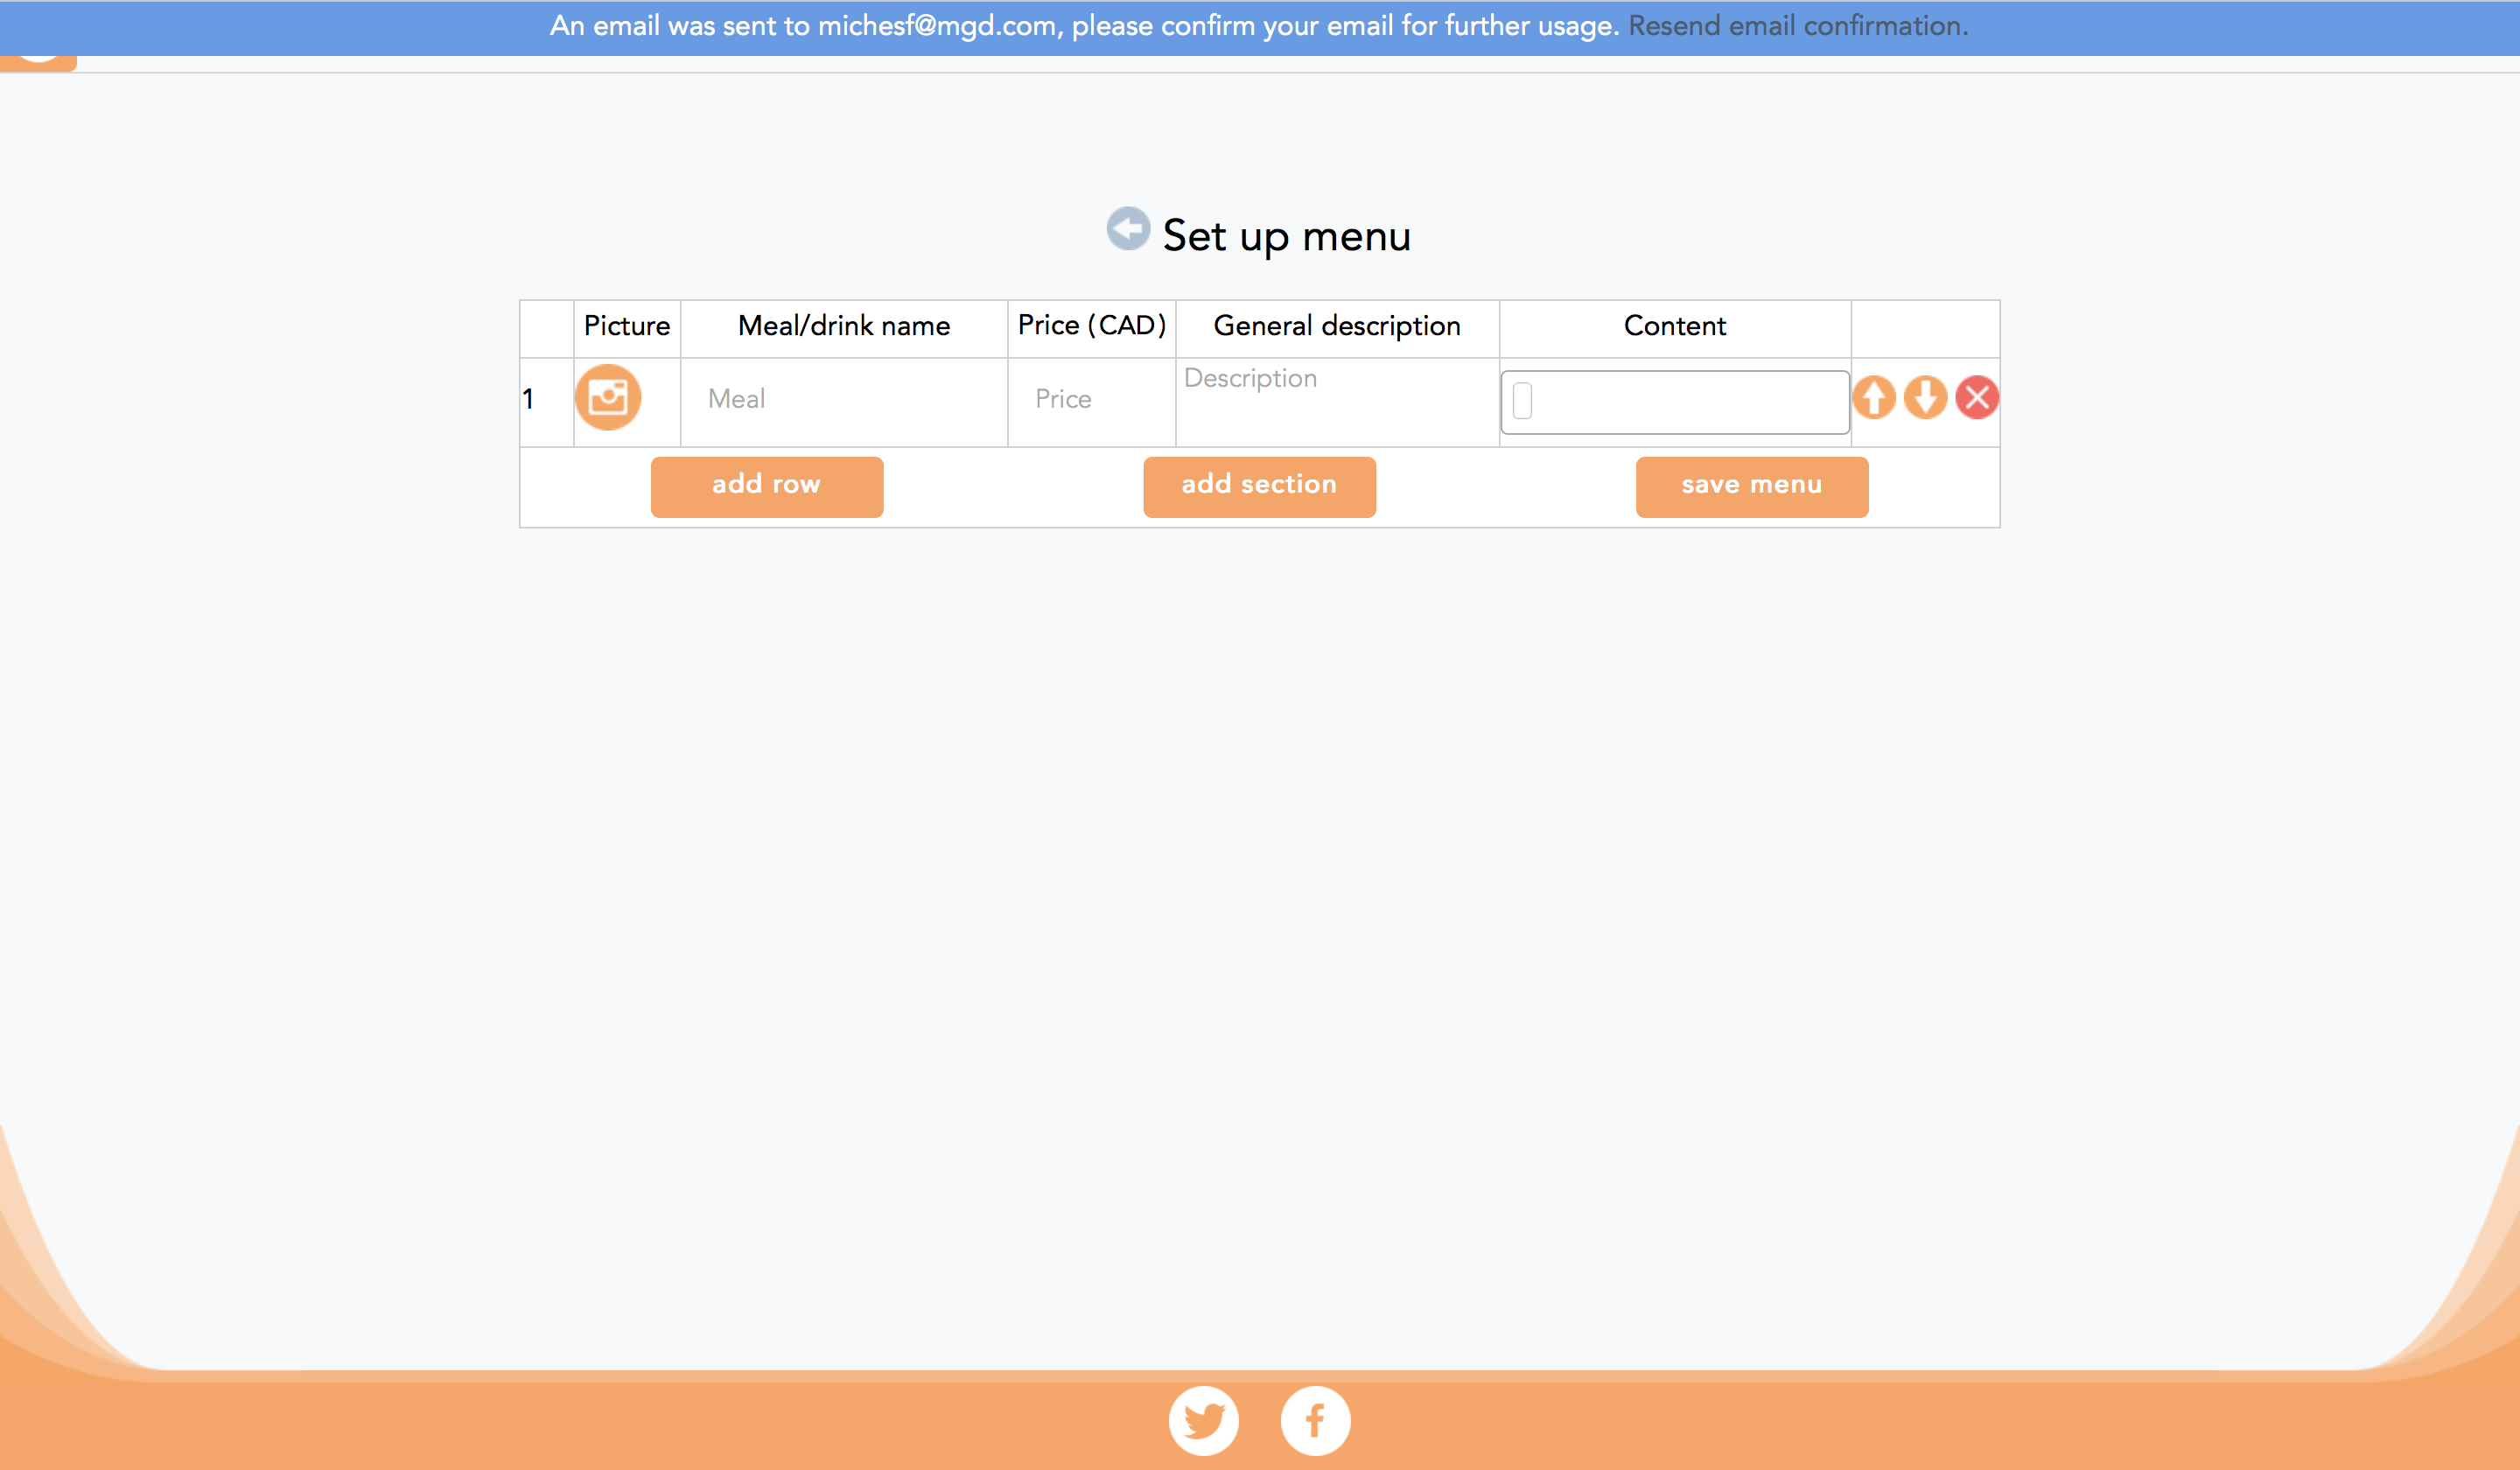 An email was sent to michesf@mgd.com, please confirm your email for further usage. Resend email confirmation.
Set up menu
Picture Meal/drink name Price (CAD) General description Content
1 Meal Price Description
add row add section save menu